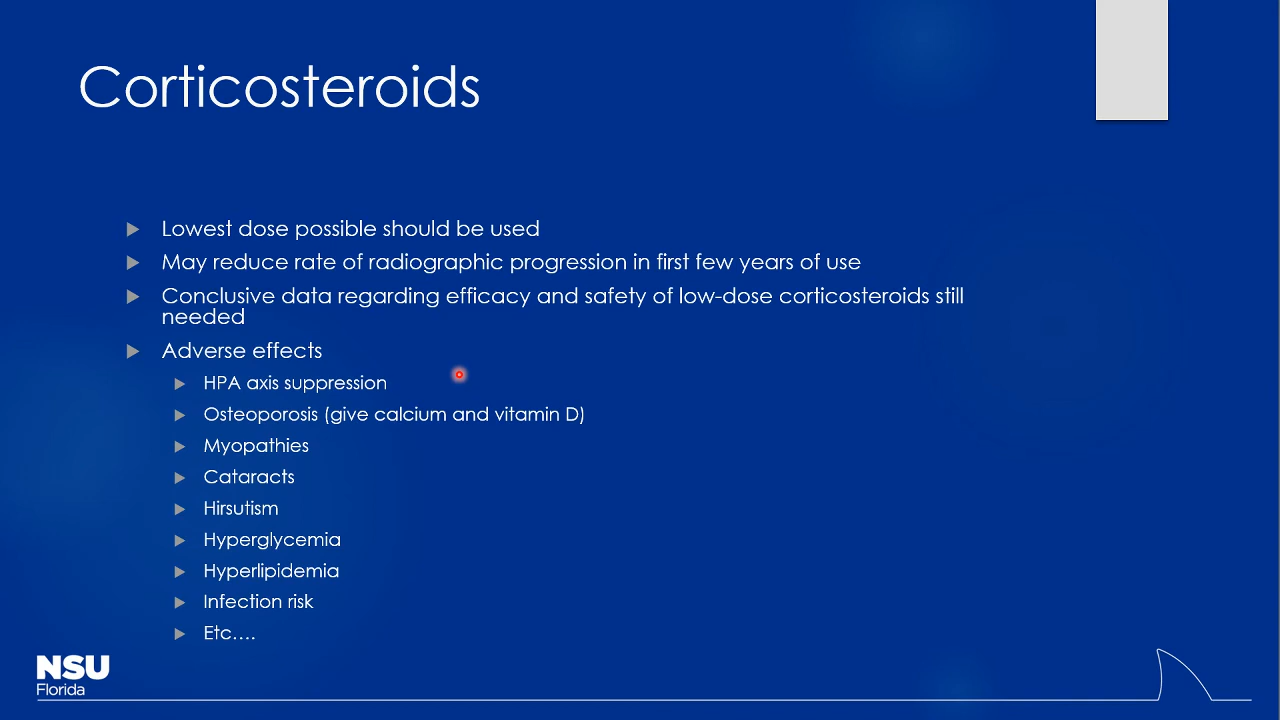 Corticosteroids
Lowest dose possible should be used
May reduce rate of radiographic progression in first few years of use
Conclusive data regarding efficacy and safety of low-dose corticosteroids still
needed
Adverse effects
HPA axis suppression
Osteoporosis (give calcium and vitamin D)
Myopathies
Cataracts
Hirsutism
Hyperglycemia
Hyperlipidemia
Infection risk
Etc....
NSU
Florida